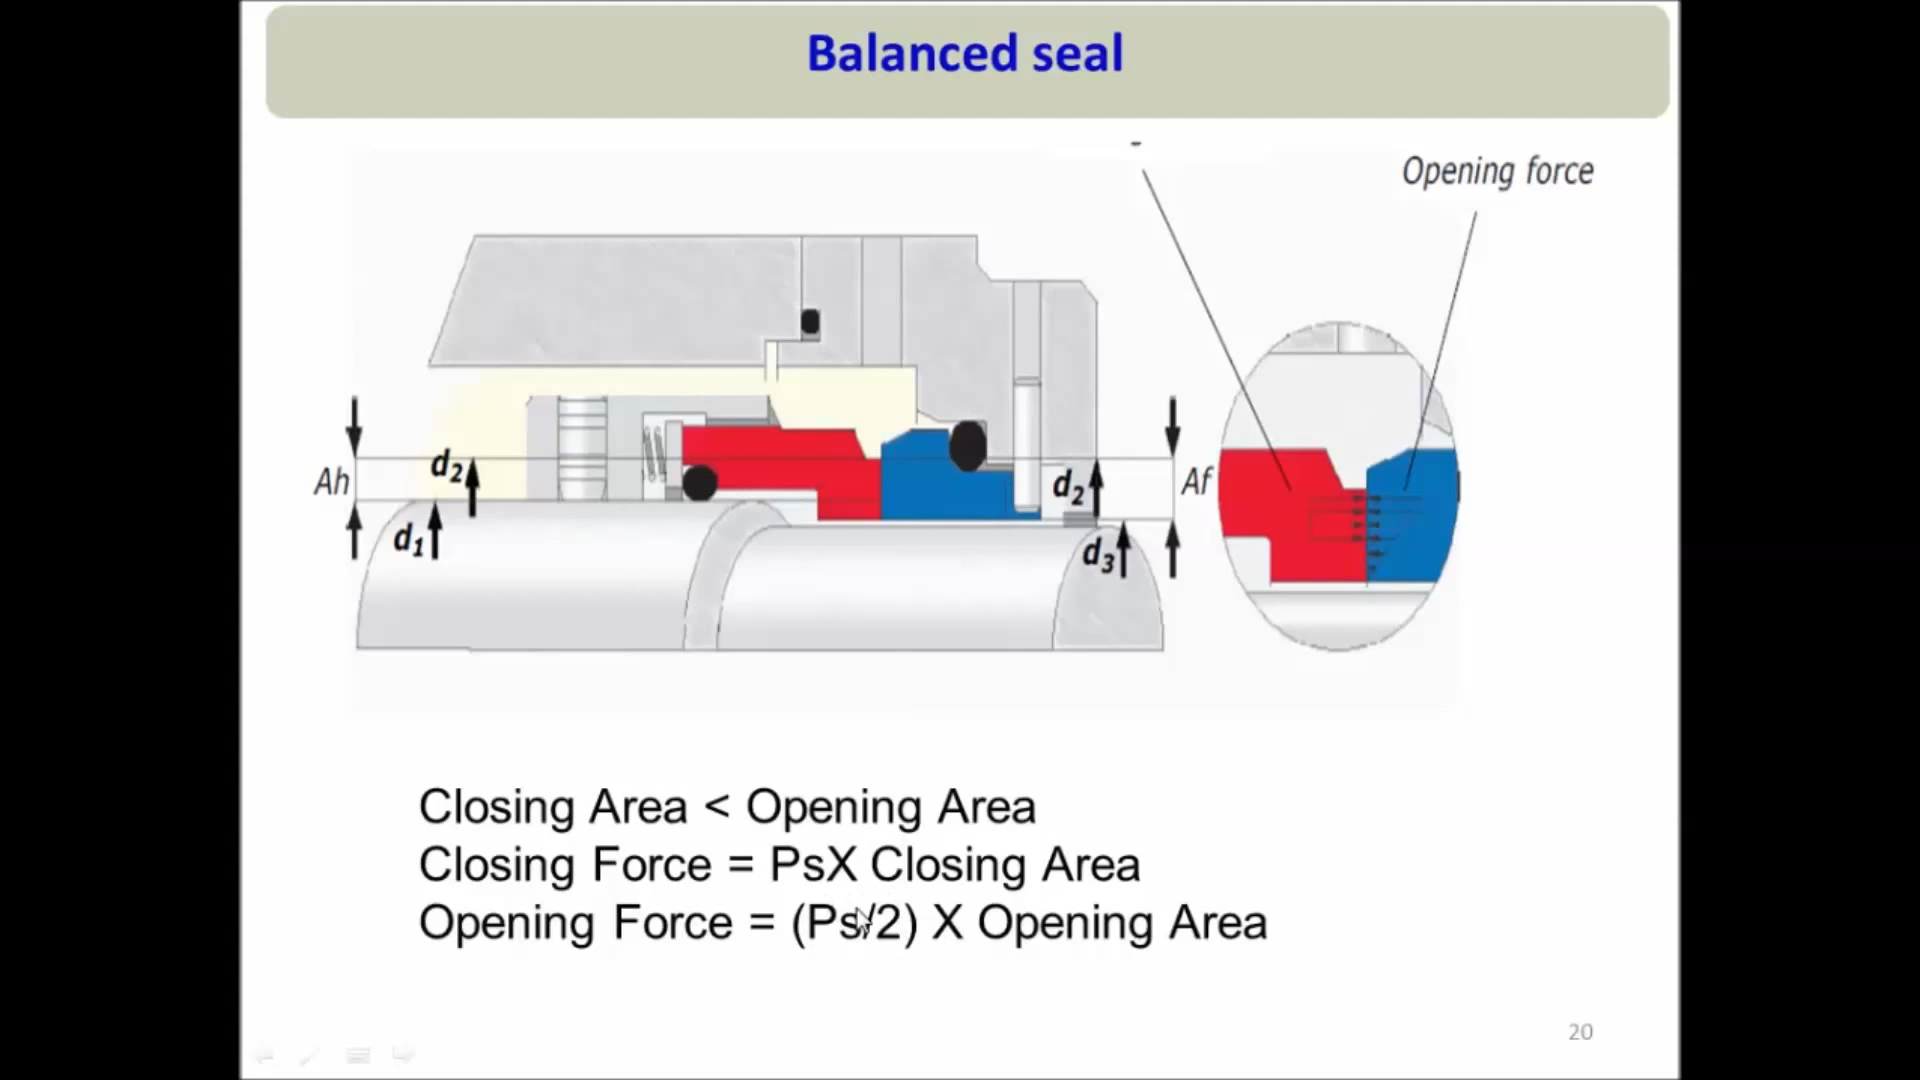 Balanced seal
Opening force
Ah
d2
d1
d2
d3
Af
Closing Area < Opening Area
Closing Force = PsX Closing Area
Opening Force = (Ps/2) X Opening Area
20